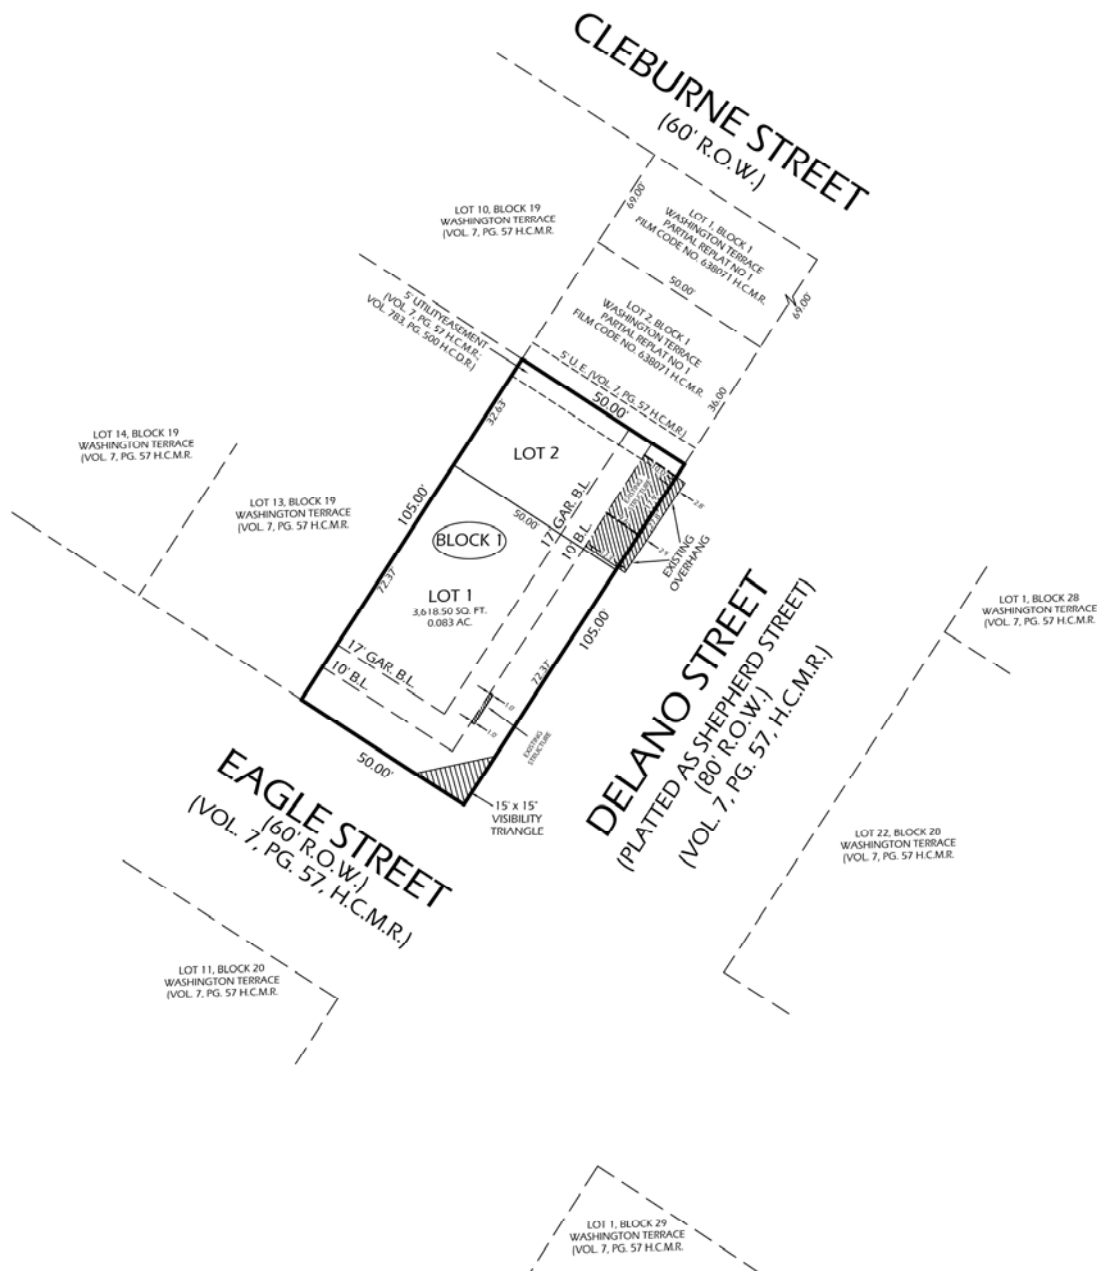 CLEBURNE STREET
(60' R.O.W.)
69.00'
LOT 1, BLOCK 1
WASHINGTON TERRACE
PARTIAL REPLAT NO 1
FILM CODE NO. 638071 H.C.M.R.
LOT 10, BLOCK 19
WASHINGTON TERRACE
(VOL. 7, PG. 57 H.C.M.R.
50.00'
69.00'
LOT 2, BLOCK 1
WASHINGTON TERRACE
PARTIAL REPLAT NO 1
FILM CODE NO. 638071 H.C.M.R.
5' UTILITY EASEMENT
(VOL. 7, PG. 57 H.C.M.R.;
VOL. 783, PG. 500 H.C.D.R.)
5' U.E. (VOL. 7, PG. 57 H.C.M.R.)
36.00'
50.00'
32.63'
LOT 14, BLOCK 19
WASHINGTON TERRACE
(VOL. 7, PG. 57 H.C.M.R.
LOT 2
LOT 13, BLOCK 19
WASHINGTON TERRACE
(VOL. 7, PG. 57 H.C.M.R.
105.00'
50.00'
17' GAR. B.L.
10' B.L.
EXISTING
2.8'
2.9'
EXISTING
OVERHANG
BLOCK 1
72.37'
LOT 1
3,618.50 SQ. FT.
0.083 AC.
105.00'
72.37'
17' GAR. B.L.
10' B.L.
1.0'
1.0'
EXISTING
STRUCTURE
50.00'
15' x 15"
VISIBILITY
TRIANGLE
DELANO STREET
(PLATTED AS SHEPHERD STREET)
(80' R.O.W.)
(VOL. 7, PG. 57, H.C.M.R.)
LOT 1, BLOCK 28
WASHINGTON TERRACE
(VOL. 7, PG. 57 H.C.M.R.
EAGLE STREET
(60' R.O.W.)
(VOL. 7, PG. 57, H.C.M.R.)
LOT 22, BLOCK 20
WASHINGTON TERRACE
(VOL. 7, PG. 57 H.C.M.R.
LOT 11, BLOCK 20
WASHINGTON TERRACE
(VOL. 7, PG. 57 H.C.M.R.
LOT 1, BLOCK 29
WASHINGTON TERRACE
(VOL. 7, PG. 57 H.C.M.R.